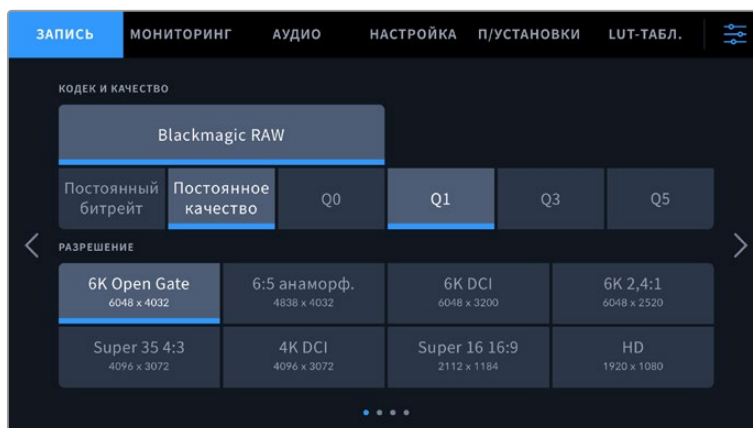 ЗАПИСЬ МОНИТОРИНГ АУДИО НАСТРОЙКА П/УСТАНОВКИ LUT-ТАБЛ.
КОДЕК И КАЧЕСТВО
Blackmagic RAW
Постоянный битрейт Постоянное качество Q0 Q1 Q3 Q5
РАЗРЕШЕНИЕ
6K Open Gate 6:5 анаморф. 6K DCI 6K 2,4:1
6048 x 4032 4838 x 4032 6048 x 3200 6048 x 2520
Super 35 4:3 4K DCI Super 16 16:9 HD
4096 x 3072 4096 x 3072 2112 x 1184 1920 x 1080